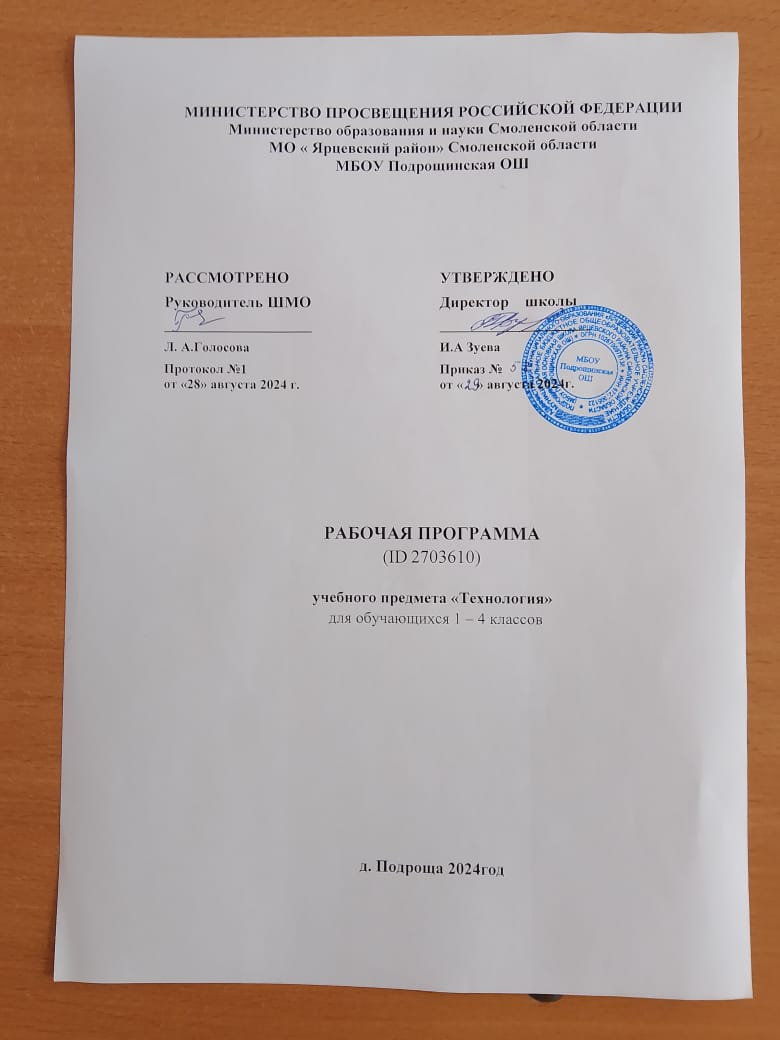 МИНИСТЕРСТВО ПРОСВЕЩЕНИЯ РОССИЙСКОЙ ФЕДЕРАЦИИ
Министерство образования и науки Смоленской области
МО « Ярцевский район» Смоленской области
МБОУ Подрощинская ОШ
РАССМОТРЕНО
Руководитель ШМО
Л. А.Голосова
Протокол №1
от «28» августа 2024 г.
УТВЕРЖДЕНО
Директор школы
И.А Зуева
Приказ №
от «29» августа 2024г.
МБОУ
Подрощинская
ОШ
РАБОЧАЯ ПРОГРАММА
(ID 2703610)
учебного предмета «Технология»
для обучающихся 1 – 4 классов
д. Подроща 2024год